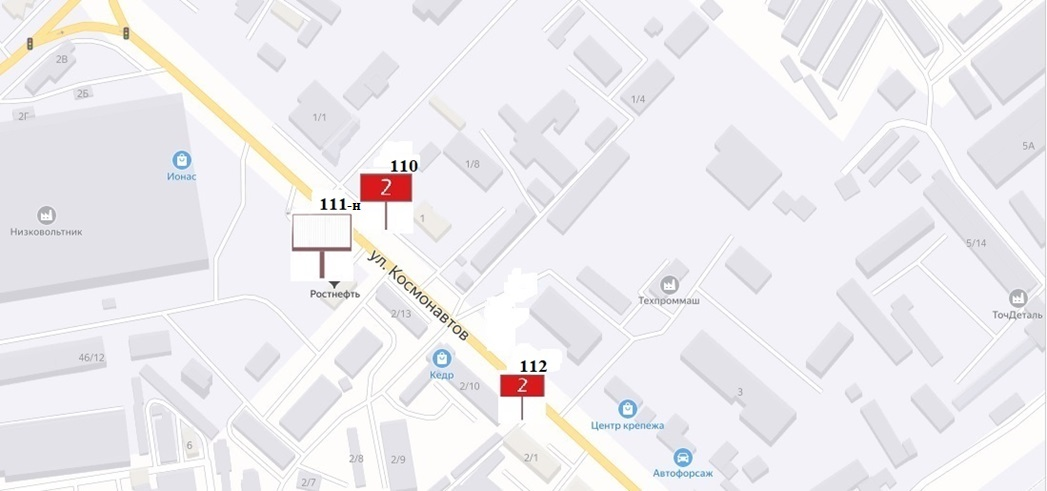 2В
2Б
2Г
Ионас
Низковольтник
1/1
1/4
1/8
110
2
111-н
1
Ростнефть
ул. Космонавтов
2/13
Кедр
2/10
112
2
46/12
6
2/8
2/9
2/7
2/1
Техпроммаш
3
Центр крепежа
Автофорсаж
5А
5/14
ТочДеталь